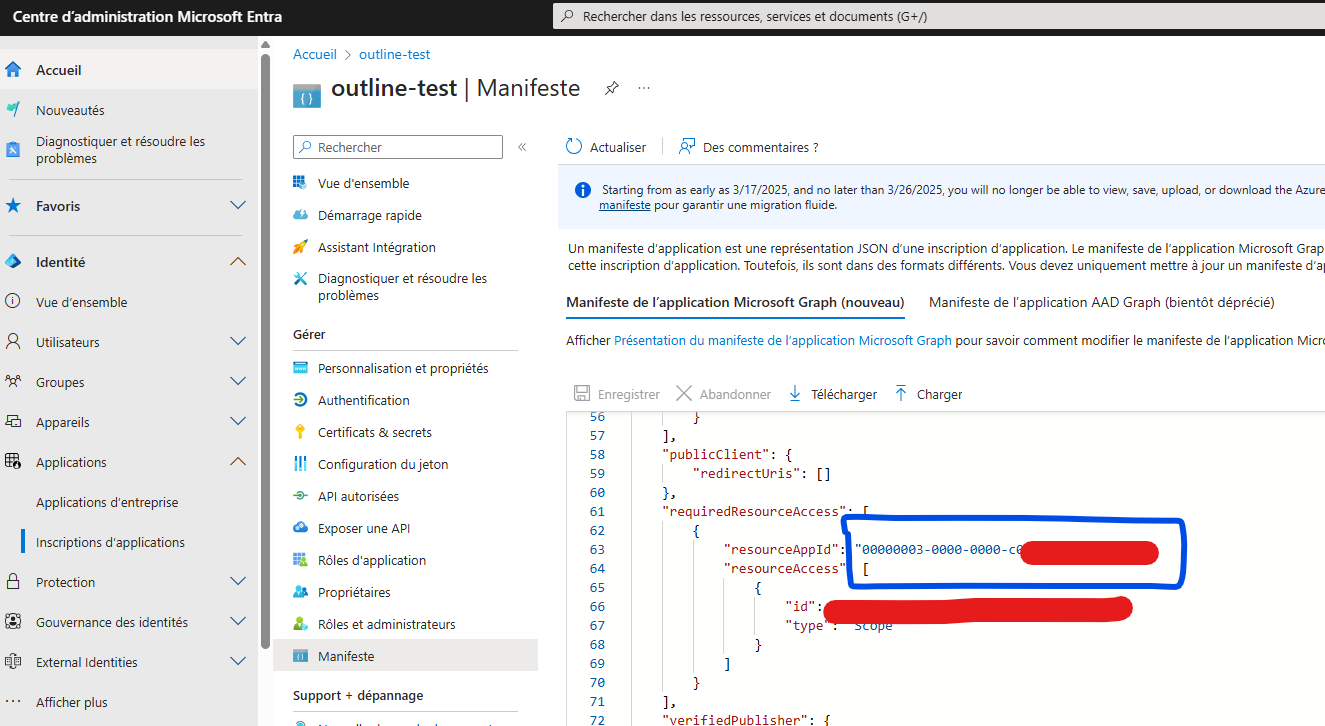 Centre d'administration Microsoft Entra
Rechercher dans les ressources, services et documents (G+/)
Accueil
Nouveautés
Diagnostiquer et résoudre les
problèmes
Favoris
Identité
Vue d'ensemble
Utilisateurs
Groupes
Appareils
Applications
Applications d'entreprise
Inscriptions d'applications
Protection
Gouvernance des identités
External Identities
Afficher plus
Accueil > outline-test
outline-test | Manifeste
Rechercher
Vue d'ensemble
Démarrage rapide
Assistant Intégration
Diagnostiquer et résoudre les
problèmes
Gérer
Personnalisation et propriétés
Authentification
Certificats & secrets
Configuration du jeton
API autorisées
Exposer une API
Rôles d'application
Propriétaires
Rôles et administrateurs
Manifeste
Support + dépannage
Actualiser
Des commentaires ?
Starting from as early as 3/17/2025, and no later than 3/26/2025, you will no longer be able to view, save, upload, or download the Azure
manifeste pour garantir une migration fluide.
Un manifeste d'application est une représentation JSON d'une inscription d'application. Le manifeste de l'application Microsoft Grap
cette inscription d'application. Toutefois, ils sont dans des formats différents. Vous devez uniquement mettre à jour un manifeste d'a
Manifeste de l'application Microsoft Graph (nouveau)
Manifeste de l'application AAD Graph (bientôt déprécié)
Afficher Présentation du manifeste de l'application Microsoft Graph pour savoir comment modifier le manifeste de l'application Micr
Enregistrer
Abandonner
Télécharger
Charger
56 }
57 ],
58 "publicClient": {
59 "redirectUris": []
60 },
61 "requiredResourceAccess": [
62 {
63 "resourceAppId": "00000003-0000-0000-c0
64 "resourceAccess" [
65 {
66 "id":
67 "type": "Scope"
68 }
69 ]
70 }
71 ],
72 "verifiedPublisher": {